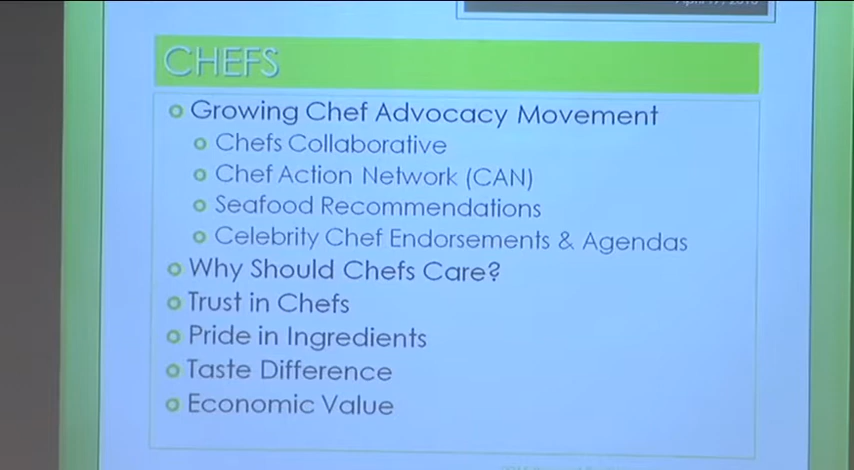 CHEFS
Growing Chef Advocacy Movement
Chefs Collaborative
Chef Action Network (CAN)
Seafood Recommendations
Celebrity Chef Endorsements & Agendas
Why Should Chefs Care?
Trust in Chefs
Pride in Ingredients
Taste Difference
Economic Value